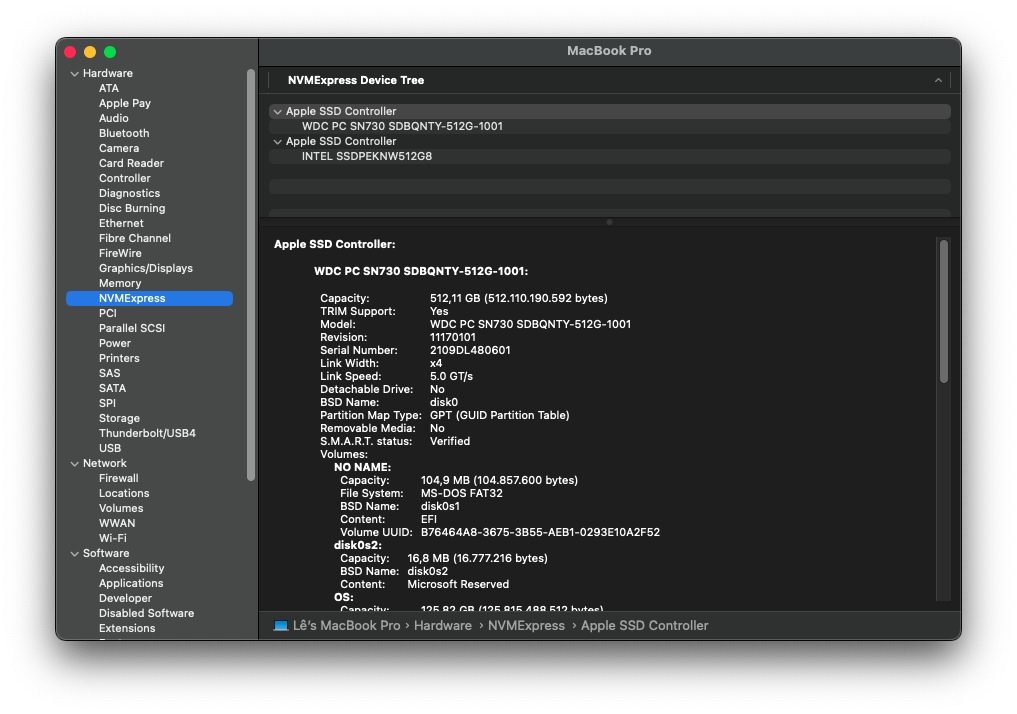 MacBook Pro
Hardware
ATA
Apple Pay
Audio
Bluetooth
Camera
Card Reader
Controller
Diagnostics
Disc Burning
Ethernet
Fibre Channel
FireWire
Graphics/Displays
Memory
NVMExpress
PCI
Parallel SCSI
Power
Printers
SAS
SATA
SPI
Storage
Thunderbolt/USB4
USB
Network
Firewall
Locations
Volumes
WWAN
Wi-Fi
Software
Accessibility
Applications
Developer
Disabled Software
Extensions
NVMExpress Device Tree
Apple SSD Controller
WDC PC SN730 SDBQNTY-512G-1001
Apple SSD Controller
INTEL SSDPEKNW512G8
Apple SSD Controller:
WDC PC SN730 SDBQNTY-512G-1001:
Capacity: 512,11 GB (512.110.190.592 bytes)
TRIM Support: Yes
Model: WDC PC SN730 SDBQNTY-512G-1001
Revision: 11170101
Serial Number: 2109DL480601
Link Width: x4
Link Speed: 5.0 GT/s
Detachable Drive: No
BSD Name: disk0
Partition Map Type: GPT (GUID Partition Table)
Removable Media: No
S.M.A.R.T. status: Verified
Volumes:
NO NAME:
Capacity: 104,9 MB (104.857.600 bytes)
File System: MS-DOS FAT32
BSD Name: disk0s1
Content: EFI
Volume UUID: B76464A8-3675-3B55-AEB1-0293E10A2F52
disk0s2:
Capacity: 16,8 MB (16.777.216 bytes)
BSD Name: disk0s2
Content: Microsoft Reserved
OS:
Capacity: 125,82 GB (125.815.488.512 bytes)
Lê's MacBook Pro › Hardware › NVMExpress › Apple SSD Controller